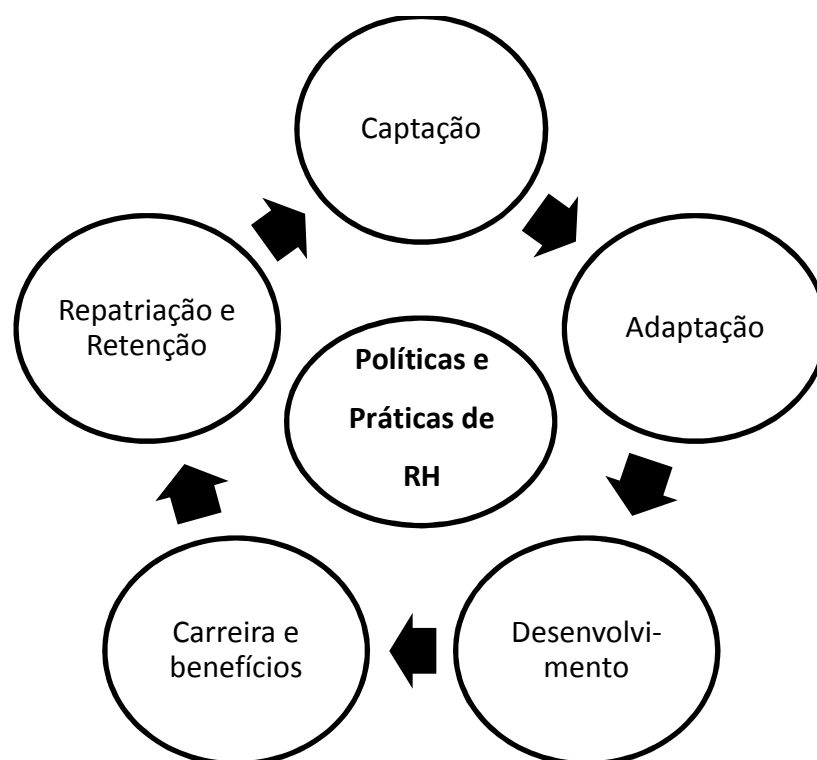 Captação
Adaptação
Desenvolvi-
mento
Carreira e
benefícios
Repatriação e
Retenção
Políticas e
Práticas de
RH